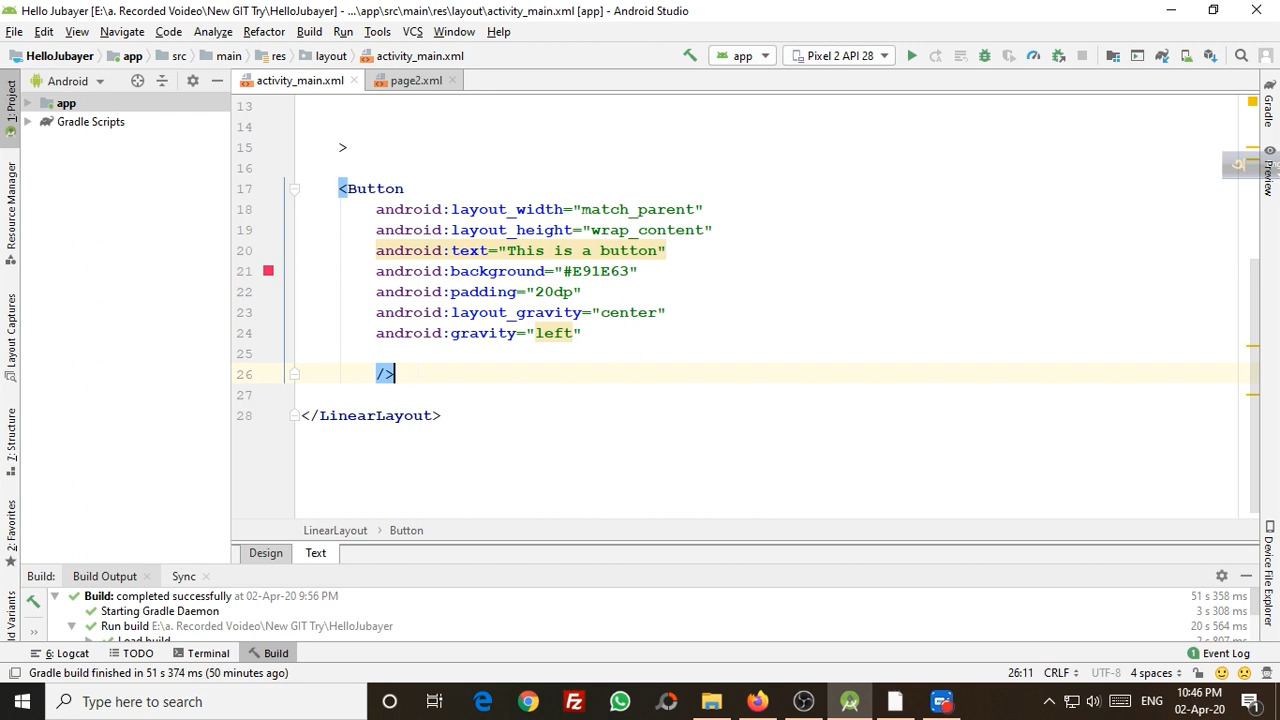 Hello Jubayer [E:\a. Recorded Voideo\New GIT Try\HelloJubayer] - ...\app\src\main\res\layout\activity_main.xml [app] - Android Studio
File Edit View Navigate Code Analyze Refactor Build Run Tools VCS Window Help
HelloJubayer app src main res layout activity_main.xml app Pixel 2 API 28
Android activity_main.xml page2.xml
app
Gradle Scripts
1: Project
Resource Manager
Layout Captures
7: Structure
2: Favorites
Build Variants
13
14
15 >
16
17 <Button
18 android:layout_width="match_parent"
19 android:layout_height="wrap_content"
20 android:text="This is a button"
21 android:background="#E91E63"
22 android:padding="20dp"
23 android:layout_gravity="center"
24 android:gravity="left"
25
26 />
27
28 </LinearLayout>
Gradle
Preview
Device File Explorer
LinearLayout Button
Design Text
Build: Build Output Sync
Build: completed successfully at 02-Apr-20 9:56 PM 51 s 358 ms
Starting Gradle Daemon 3 s 308 ms
Run build E:\a. Recorded Voideo\New GIT Try\HelloJubayer 20 s 564 ms
Load build 2 s 807 ms
6: Logcat TODO Terminal Build 1 Event Log
Gradle build finished in 51 s 374 ms (50 minutes ago) 26:11 CRLF UTF-8 4 spaces
Type here to search ENG 10:46 PM
02-Apr-20
1